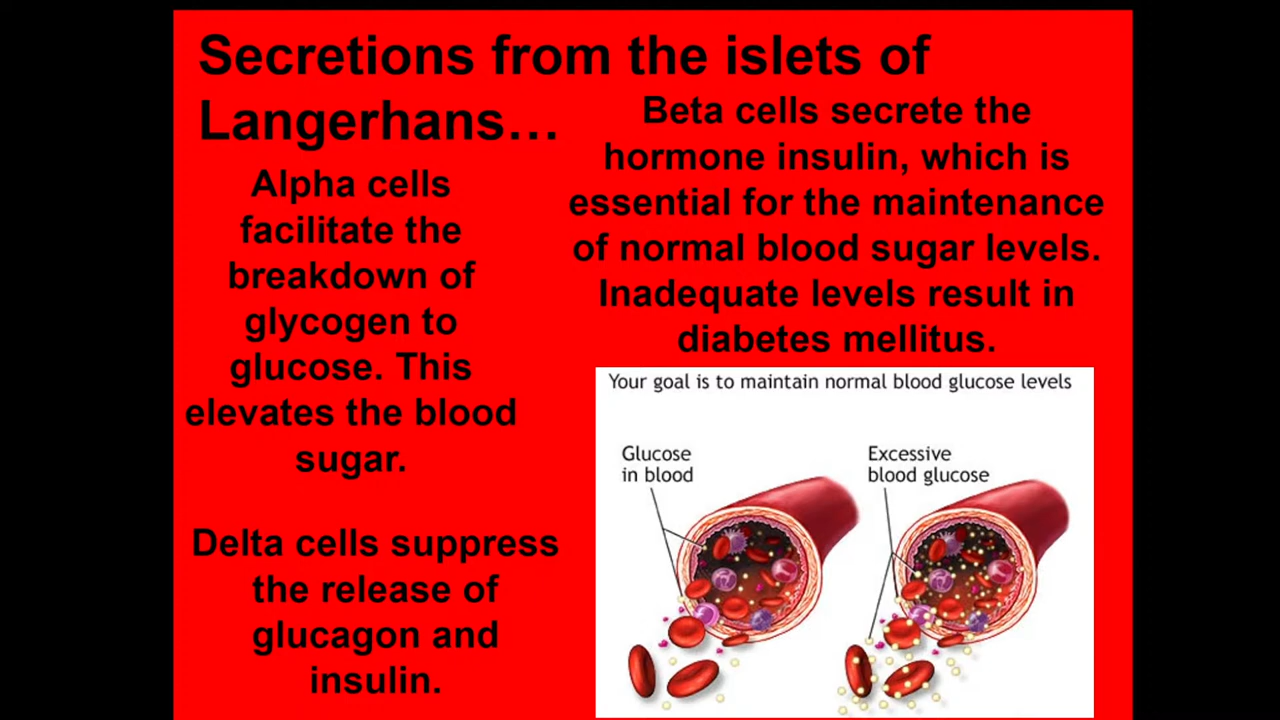 Secretions from the islets of
Langerhans…
Alpha cells
facilitate the
breakdown of
glycogen to
glucose. This
elevates the blood
sugar.
Delta cells suppress
the release of
glucagon and
insulin.
Beta cells secrete the
hormone insulin, which is
essential for the maintenance
of normal blood sugar levels.
Inadequate levels result in
diabetes mellitus.
Your goal is to maintain normal blood glucose levels
Glucose
in blood
Excessive
blood glucose